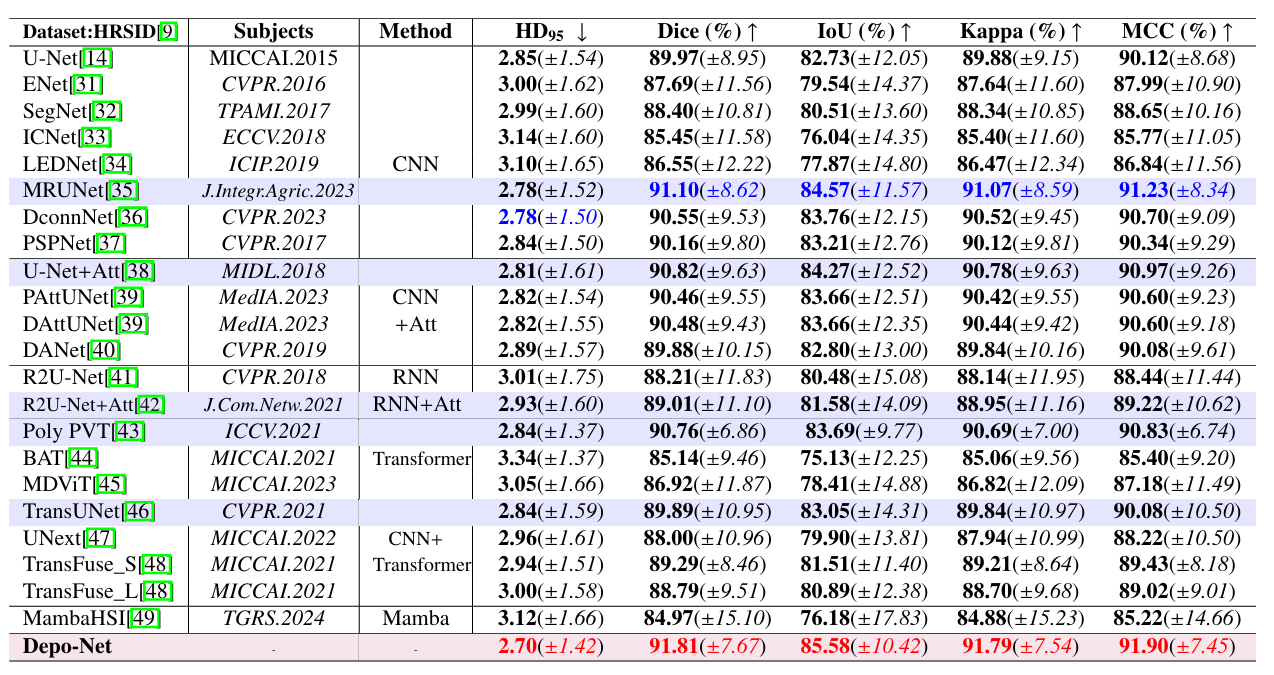 Dataset:HRSID[9] Subjects Method HD95 ↓ Dice (%) ↑ IoU (%) ↑ Kappa (%) ↑ MCC (%) ↑
U-Net[14] MICCAI.2015 2.85(±1.54) 89.97(±8.95) 82.73(±12.05) 89.88(±9.15) 90.12(±8.68)
ENet[31] CVPR.2016 3.00(±1.62) 87.69(±11.56) 79.54(±14.37) 87.64(±11.60) 87.99(±10.90)
SegNet[32] TPAMI.2017 2.99(±1.60) 88.40(±10.81) 80.51(±13.60) 88.34(±10.85) 88.65(±10.16)
ICNet[33] ECCV.2018 3.14(±1.60) 85.45(±11.58) 76.04(±14.35) 85.40(±11.60) 85.77(±11.05)
LEDNet[34] ICIP.2019 CNN 3.10(±1.65) 86.55(±12.22) 77.87(±14.80) 86.47(±12.34) 86.84(±11.56)
MRUNet[35] J.Integr.Agric.2023 2.78(±1.52) 91.10(±8.62) 84.57(±11.57) 91.07(±8.59) 91.23(±8.34)
DconnNet[36] CVPR.2023 2.78(±1.50) 90.55(±9.53) 83.76(±12.15) 90.52(±9.45) 90.70(±9.09)
PSPNet[37] CVPR.2017 2.84(±1.50) 90.16(±9.80) 83.21(±12.76) 90.12(±9.81) 90.34(±9.29)
U-Net+Att[38] MIDL.2018 2.81(±1.61) 90.82(±9.63) 84.27(±12.52) 90.78(±9.63) 90.97(±9.26)
PAttUNet[39] MedIA.2023 CNN 2.82(±1.54) 90.46(±9.55) 83.66(±12.51) 90.42(±9.55) 90.60(±9.23)
DAttUNet[39] MedIA.2023 +Att 2.82(±1.55) 90.48(±9.43) 83.66(±12.35) 90.44(±9.42) 90.60(±9.18)
DANet[40] CVPR.2019 2.89(±1.57) 89.88(±10.15) 82.80(±13.00) 89.84(±10.16) 90.08(±9.61)
R2U-Net[41] CVPR.2018 RNN 3.01(±1.75) 88.21(±11.83) 80.48(±15.08) 88.14(±11.95) 88.44(±11.44)
R2U-Net+Att[42] J.Com.Netw.2021 RNN+Att 2.93(±1.60) 89.01(±11.10) 81.58(±14.09) 88.95(±11.16) 89.22(±10.62)
Poly PVT[43] ICCV.2021 2.84(±1.37) 90.76(±6.86) 83.69(±9.77) 90.69(±7.00) 90.83(±6.74)
BAT[44] MICCAI.2021 Transformer 3.34(±1.37) 85.14(±9.46) 75.13(±12.25) 85.06(±9.56) 85.40(±9.20)
MDViT[45] MICCAI.2023 3.05(±1.66) 86.92(±11.87) 78.41(±14.88) 86.82(±12.09) 87.18(±11.49)
TransUNet[46] CVPR.2021 2.84(±1.59) 89.89(±10.95) 83.05(±14.31) 89.84(±10.97) 90.08(±10.50)
UNext[47] MICCAI.2022 CNN+ 2.96(±1.61) 88.00(±10.96) 79.90(±13.81) 87.94(±10.99) 88.22(±10.50)
TransFuse_S[48] MICCAI.2021 Transformer 2.94(±1.51) 89.29(±8.46) 81.51(±11.40) 89.21(±8.64) 89.43(±8.18)
TransFuse_L[48] MICCAI.2021 3.00(±1.58) 88.79(±9.51) 80.89(±12.38) 88.70(±9.68) 89.02(±9.01)
MambaHSI[49] TGRS.2024 Mamba 3.12(±1.66) 84.97(±15.10) 76.18(±17.83) 84.88(±15.23) 85.22(±14.66)
Depo-Net - - 2.70(±1.42) 91.81(±7.67) 85.58(±10.42) 91.79(±7.54) 91.90(±7.45)